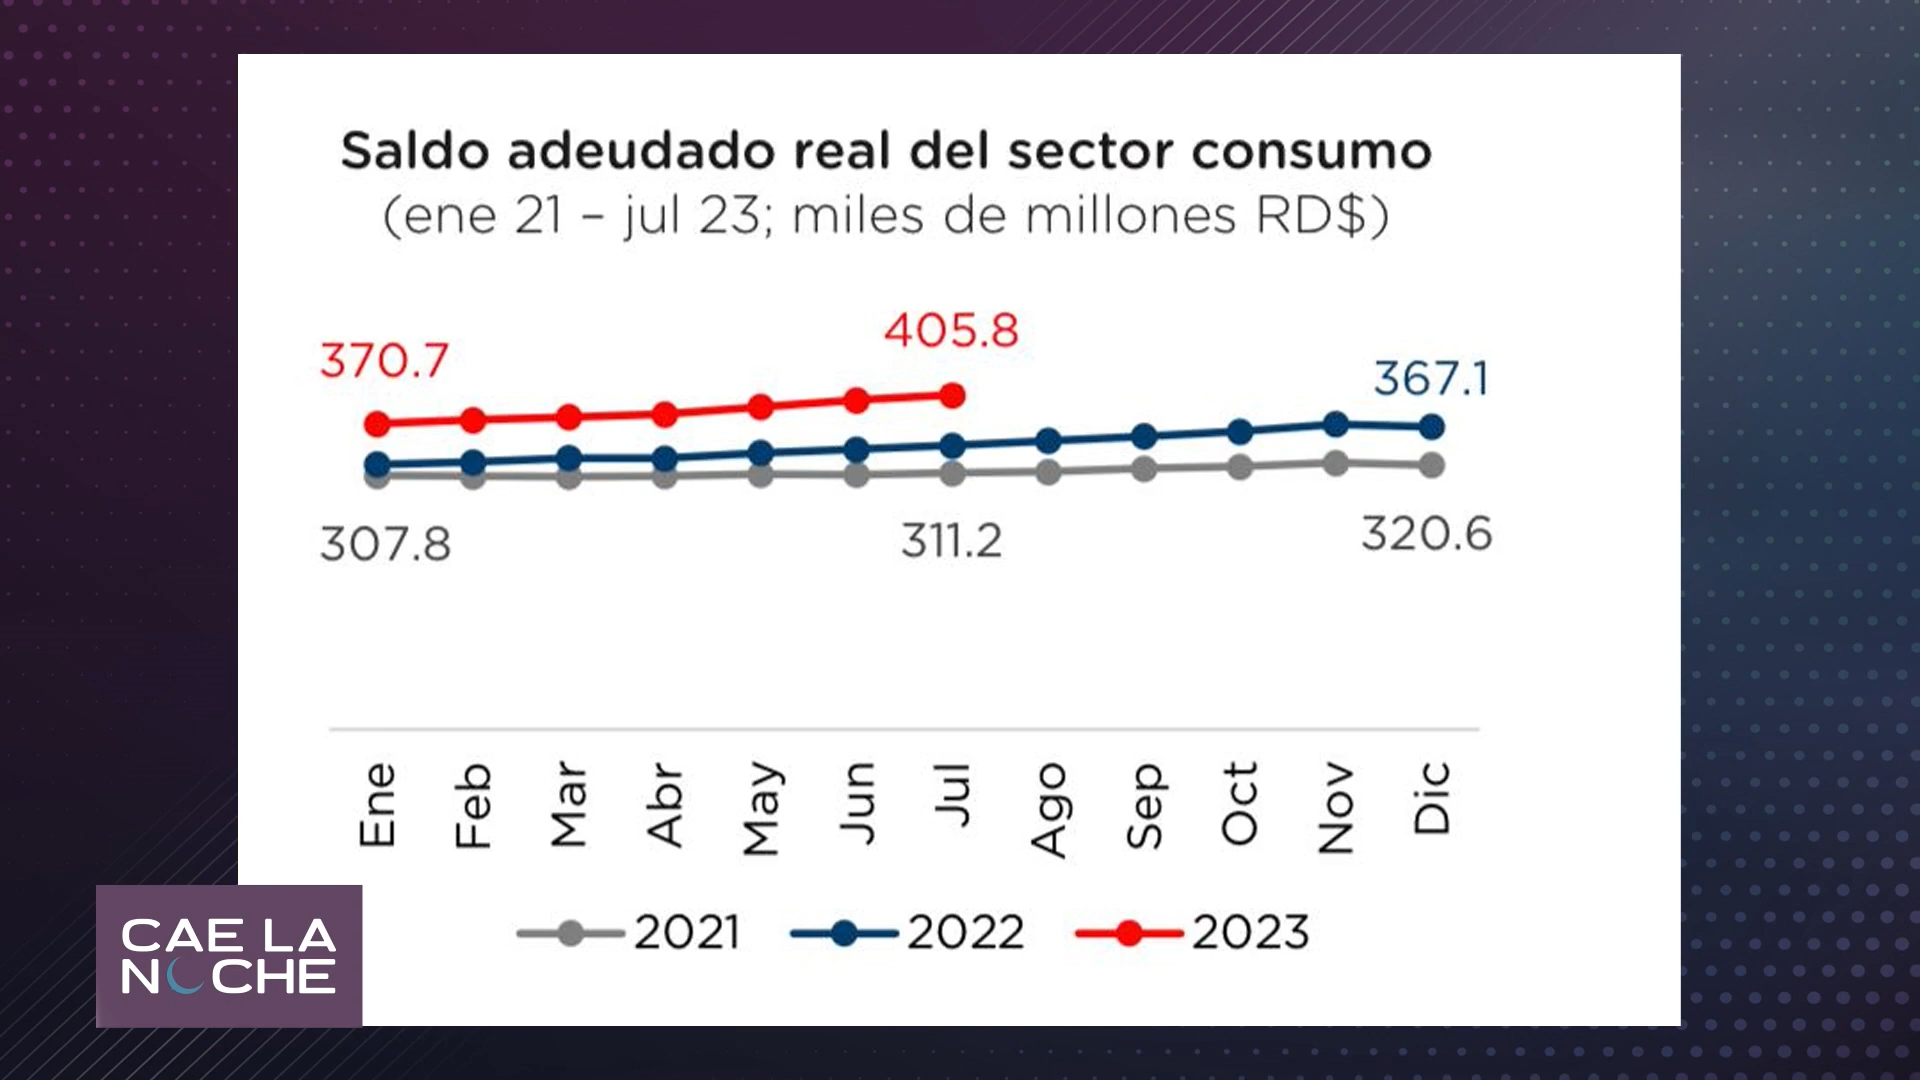 Saldo adeudado real del sector consumo
(ene 21 – jul 23; miles de millones RD$)
370.7
405.8
367.1
307.8
311.2
320.6
Ene
Feb
Mar
Abr
May
Jun
Jul
Ago
Sep
Oct
Nov
Dic
2021
2022
2023
CAE LA
NOCHE